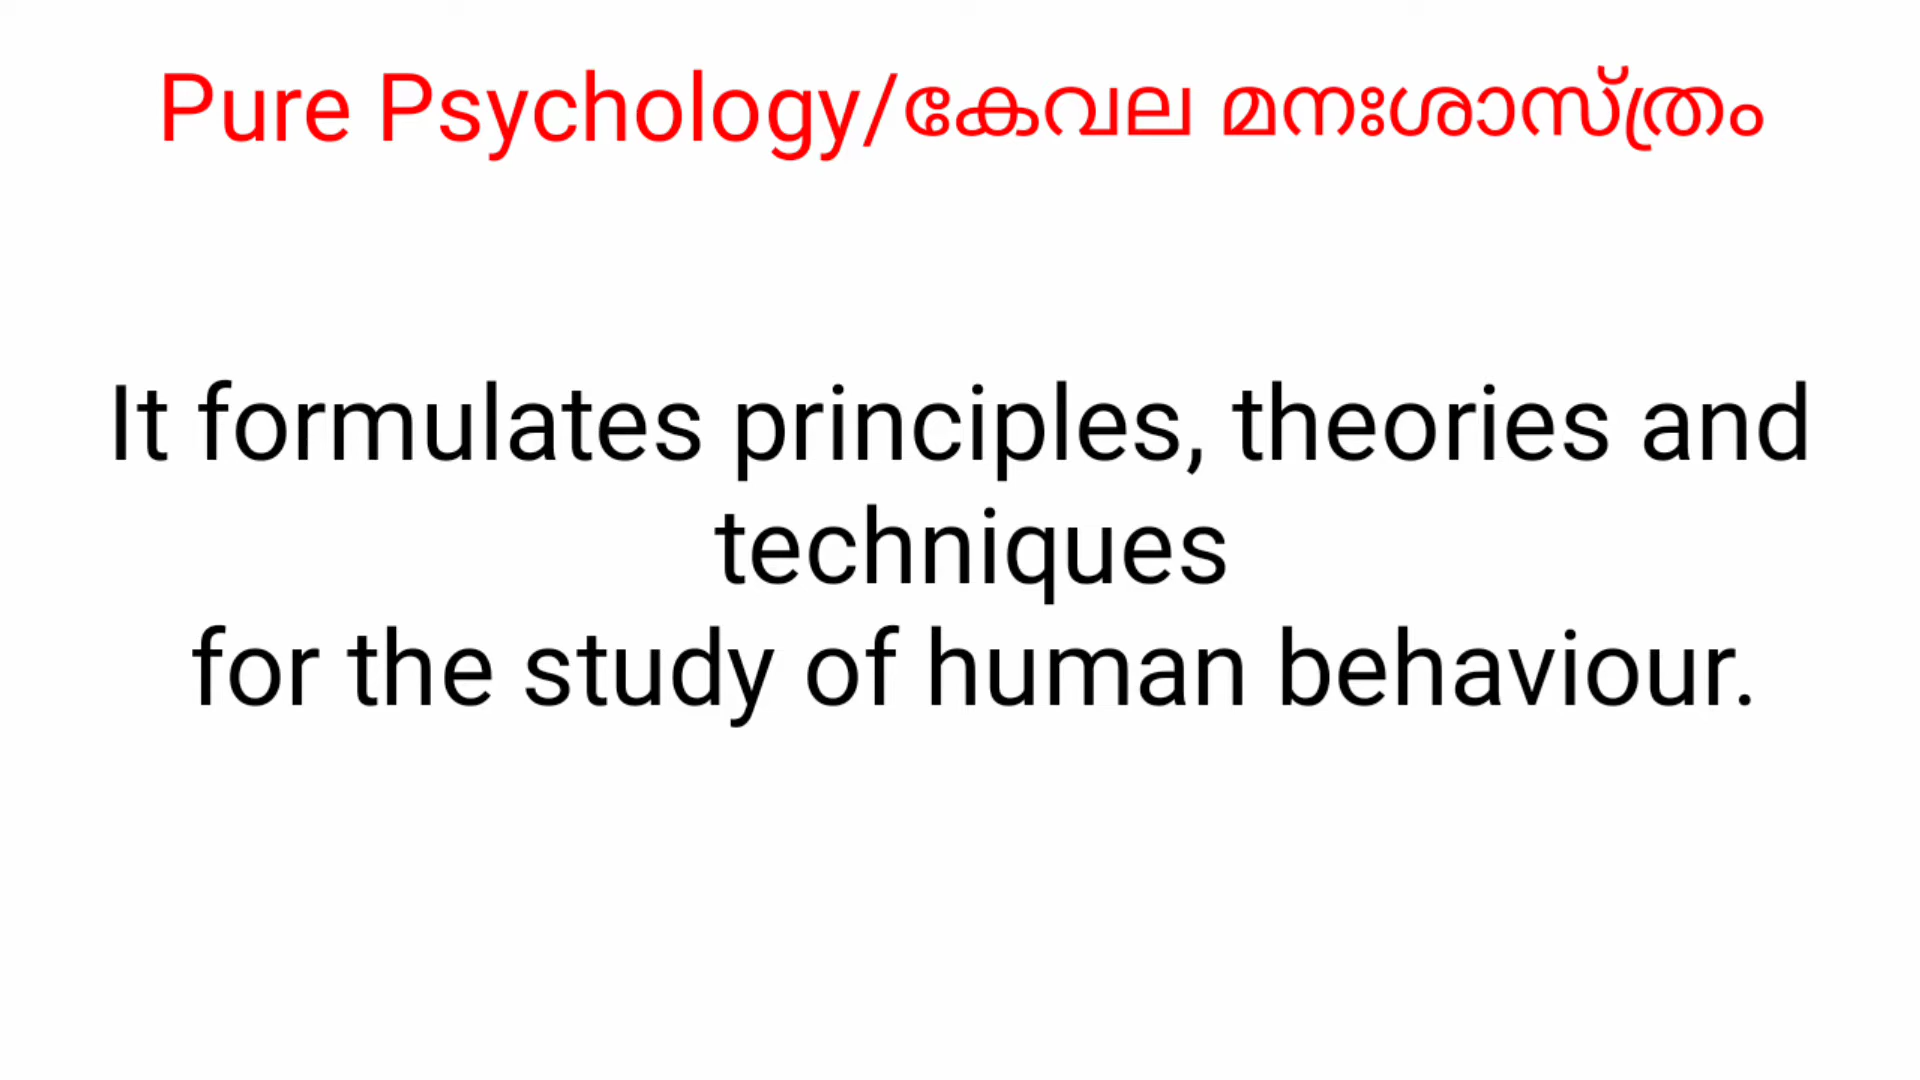 Pure Psychology/കേവല മനഃശാസ്ത്രം
It formulates principles, theories and
techniques
for the study of human behaviour.